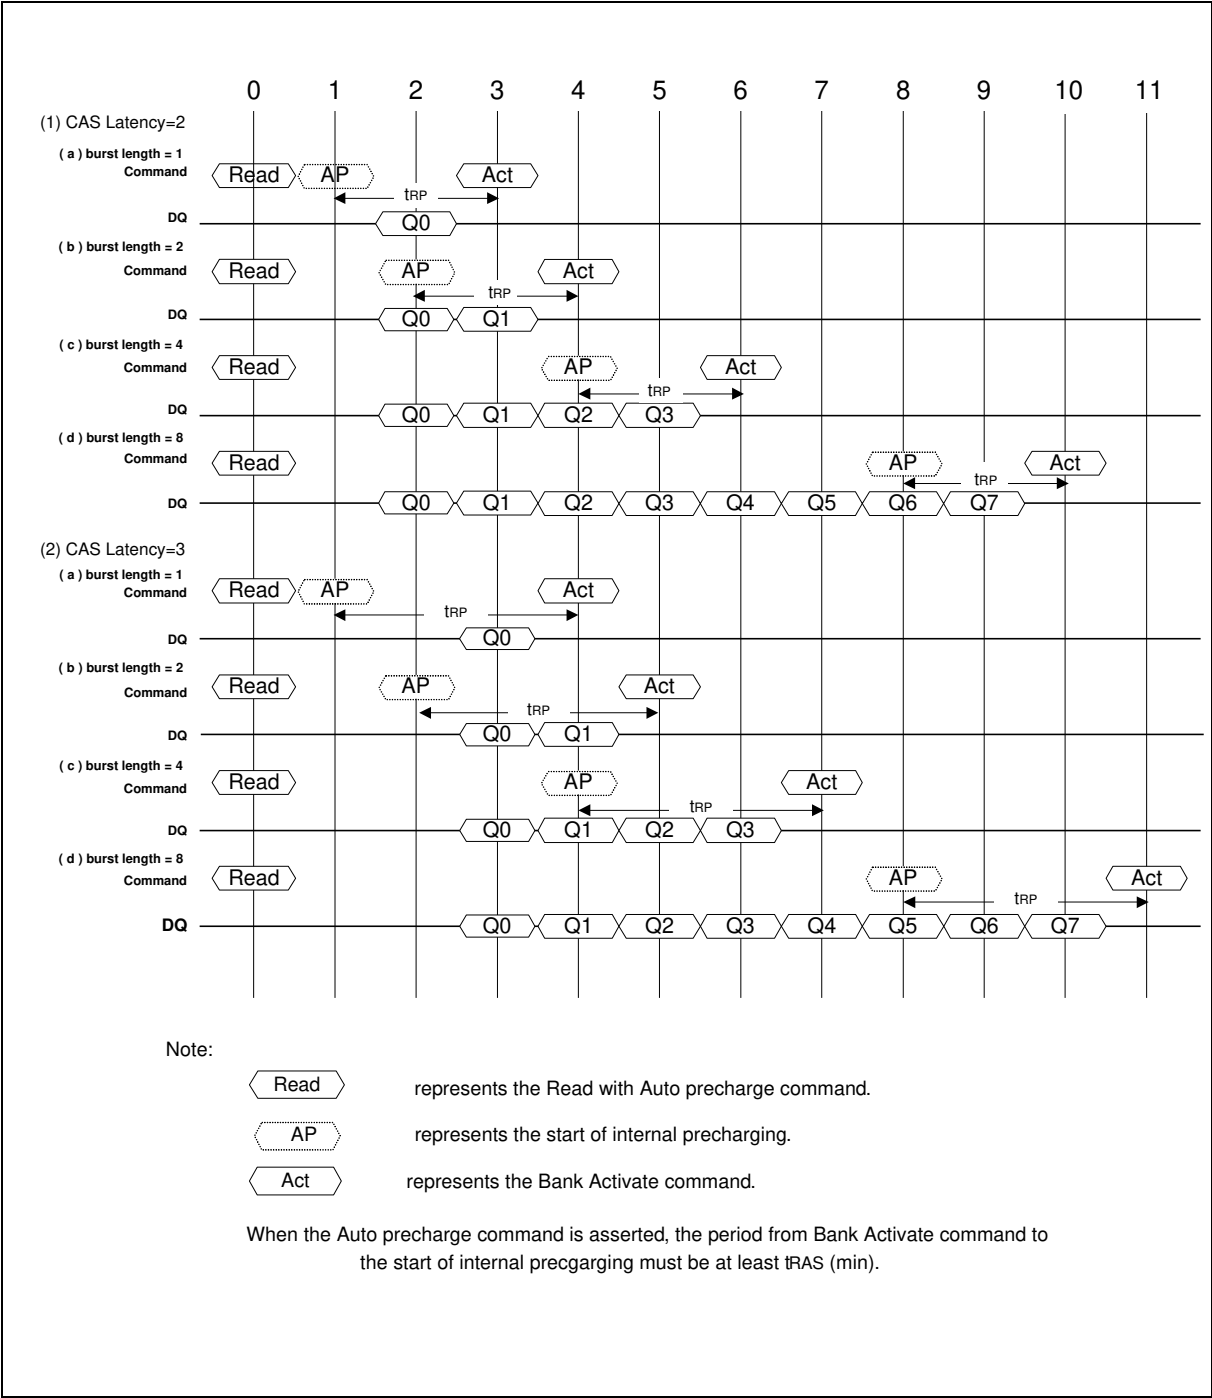 0 1 2 3 4 5 6 7 8 9 10 11
(1) CAS Latency=2
( a ) burst length = 1
Command Read AP Act
tRP
DQ Q0
( b ) burst length = 2
Command Read AP Act
tRP
DQ Q0 Q1
( c ) burst length = 4
Command Read AP Act
tRP
DQ Q0 Q1 Q2 Q3
( d ) burst length = 8
Command Read AP Act
tRP
DQ Q0 Q1 Q2 Q3 Q4 Q5 Q6 Q7
(2) CAS Latency=3
( a ) burst length = 1
Command Read AP Act
tRP
DQ Q0
( b ) burst length = 2
Command Read AP Act
tRP
DQ Q0 Q1
( c ) burst length = 4
Command Read AP Act
tRP
DQ Q0 Q1 Q2 Q3
( d ) burst length = 8
Command Read AP Act
tRP
DQ Q0 Q1 Q2 Q3 Q4 Q5 Q6 Q7
Note:
Read represents the Read with Auto precharge command.
AP represents the start of internal precharging.
Act represents the Bank Activate command.
When the Auto precharge command is asserted, the period from Bank Activate command to
the start of internal precgarging must be at least tRAS (min).